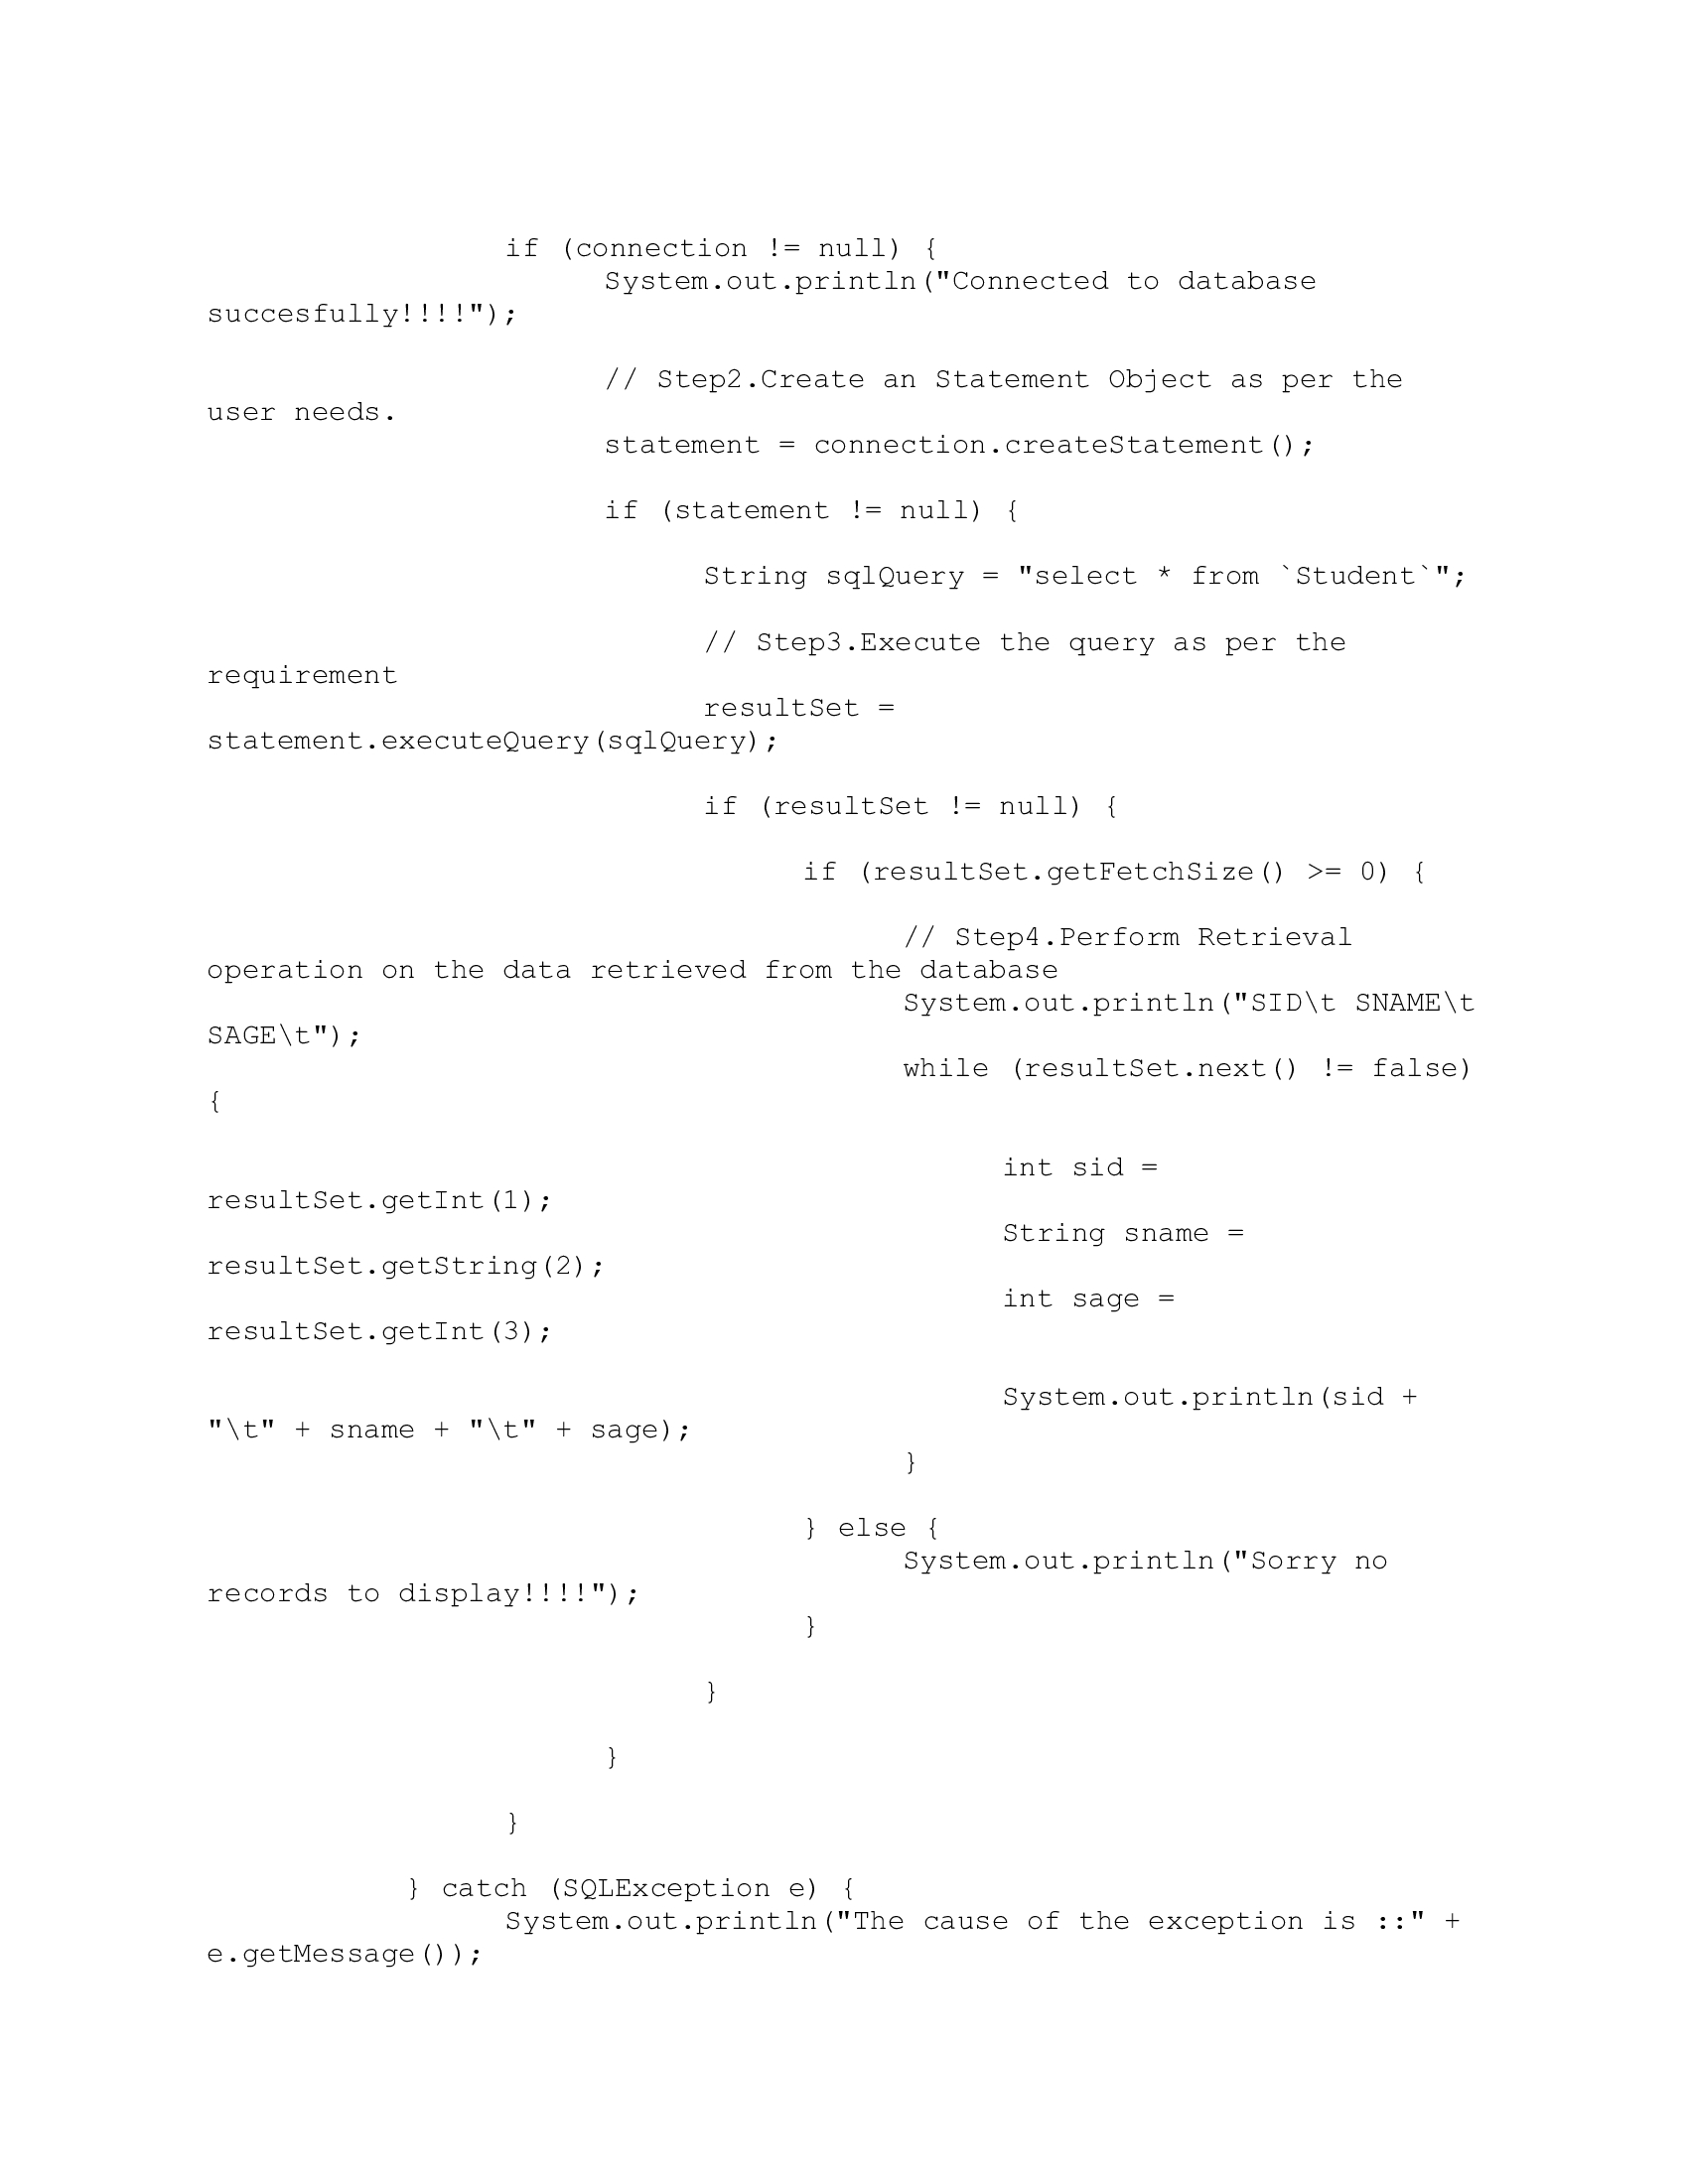 if (connection != null) {
System.out.println("Connected to database
succesfully!!!!");
// Step2.Create an Statement Object as per the
user needs.
statement = connection.createStatement();
if (statement != null) {
String sqlQuery = "select * from `Student`";
// Step3.Execute the query as per the
requirement
resultSet =
statement.executeQuery(sqlQuery);
if (resultSet != null) {
if (resultSet.getFetchSize() >= 0) {
// Step4.Perform Retrieval
operation on the data retrieved from the database
System.out.println("SID\t SNAME\t
SAGE\t");
while (resultSet.next() != false)
{
int sid =
resultSet.getInt(1);
String sname =
resultSet.getString(2);
int sage =
resultSet.getInt(3);
System.out.println(sid +
"\t" + sname + "\t" + sage);
}
} else {
System.out.println("Sorry no
records to display!!!!");
}
}
}
}
} catch (SQLException e) {
System.out.println("The cause of the exception is ::" +
e.getMessage());